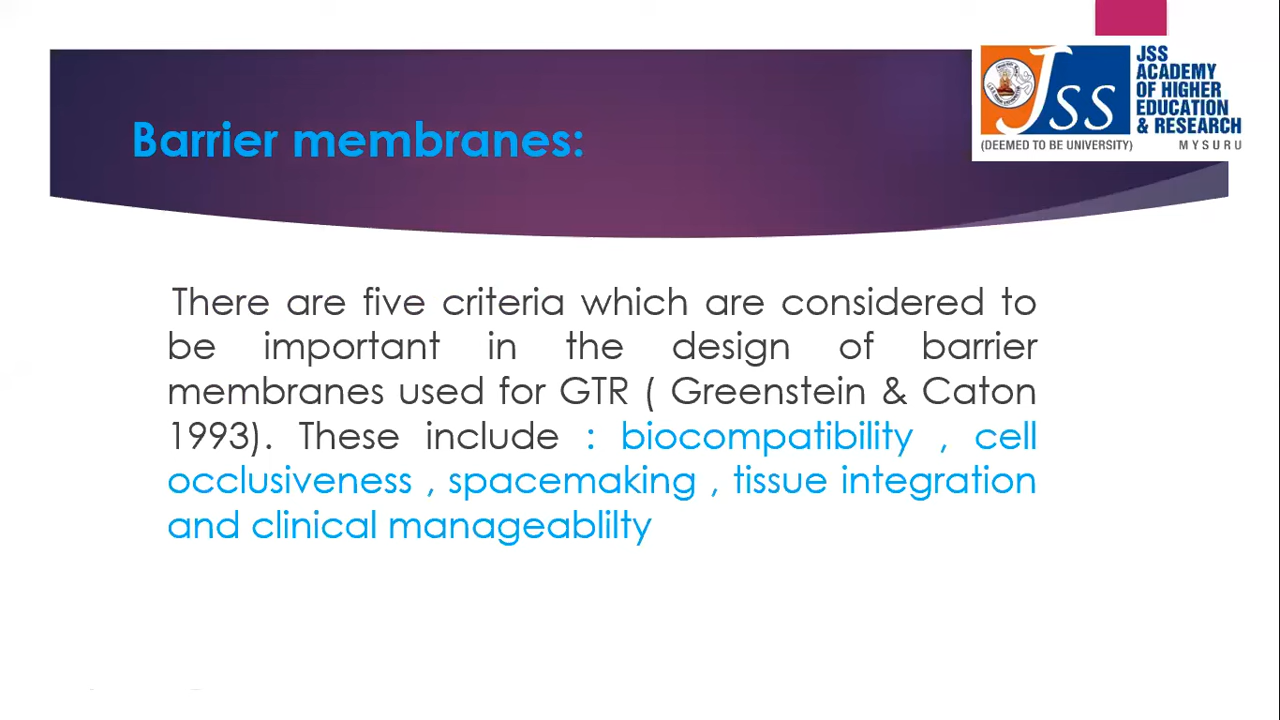 Barrier membranes:
JSS
JSS
ACADEMY
OF HIGHER
EDUCATION
& RESEARCH
(DEEMED TO BE UNIVERSITY) MYSURU
There are five criteria which are considered to
be important in the design of barrier
membranes used for GTR ( Greenstein & Caton
1993). These include : biocompatibility , cell
occlusiveness , spacemaking , tissue integration
and clinical manageablilty